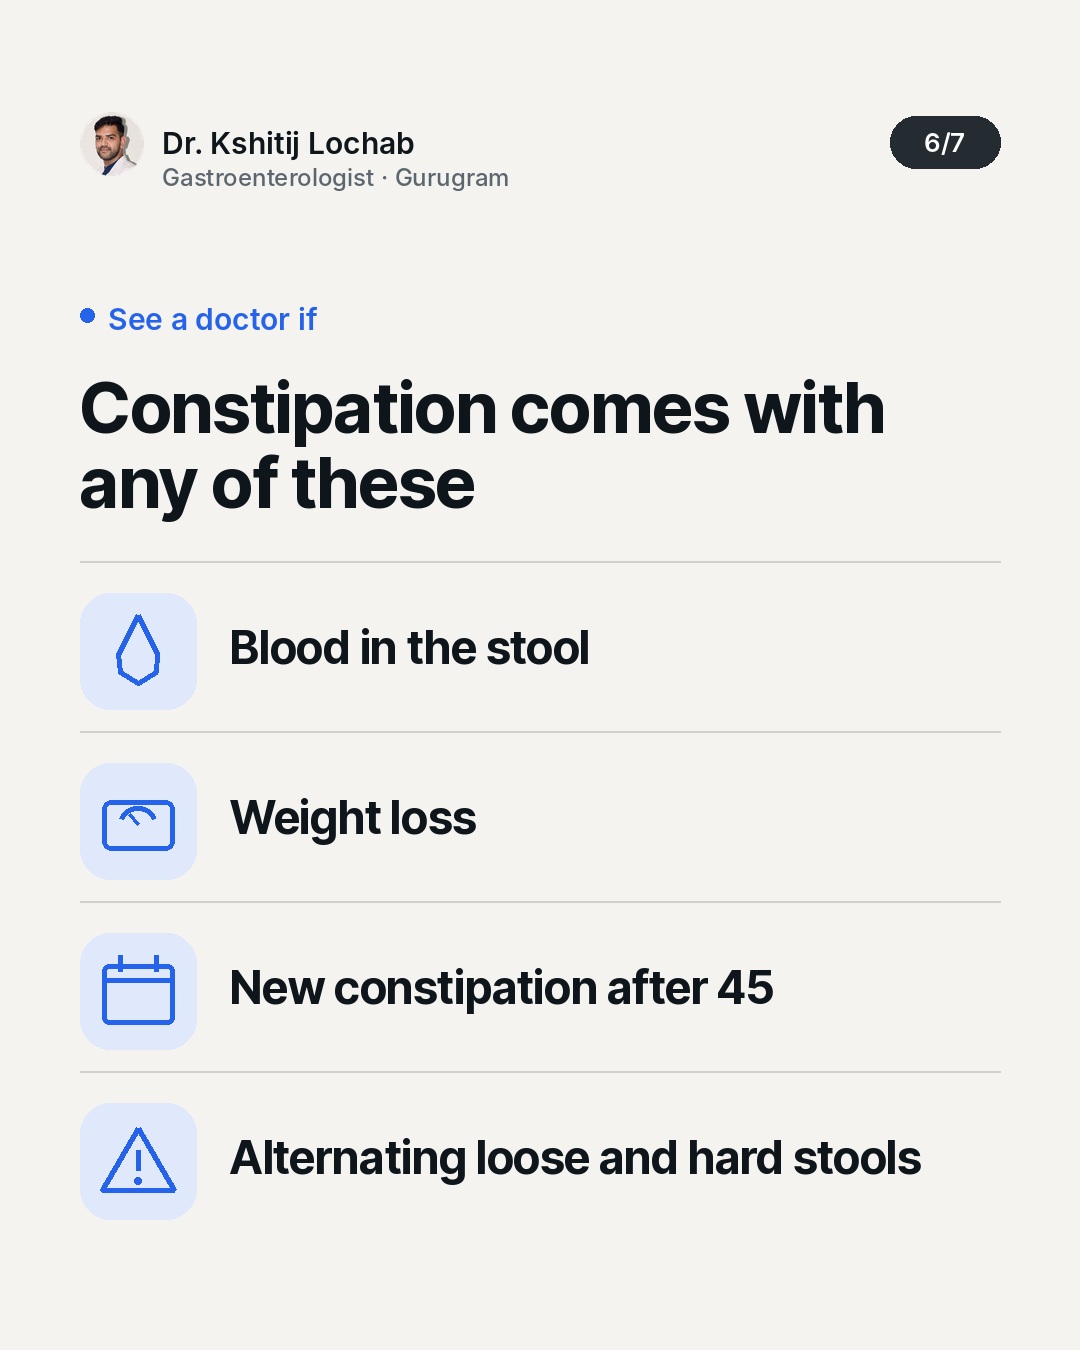 Dr. Kshitij Lochab
Gastroenterologist · Gurugram
6/7
See a doctor if
Constipation comes with
any of these
Blood in the stool
Weight loss
New constipation after 45
Alternating loose and hard stools